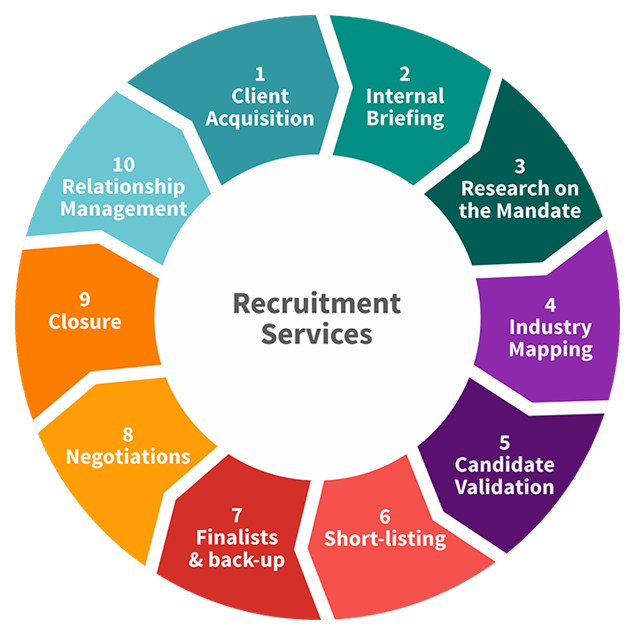 1
Client
Acquisition
2
Internal
Briefing
3
Research on
the Mandate
4
Industry
Mapping
5
Candidate
Validation
6
Short-listing
7
Finalists
& back-up
8
Negotiations
9
Closure
10
Relationship
Management
Recruitment
Services